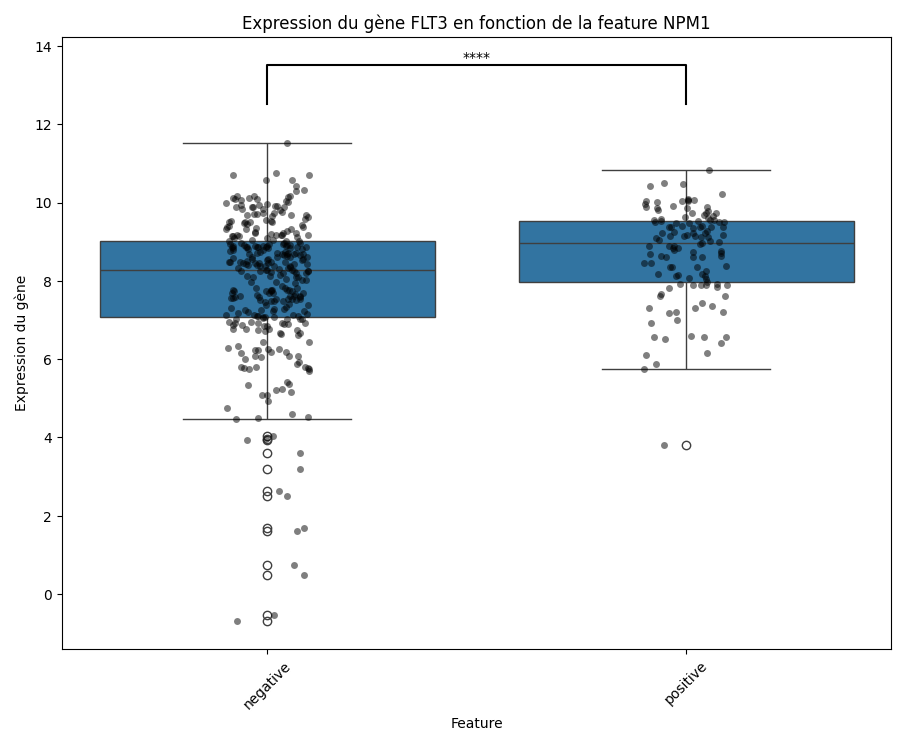 Expression du gène FLT3 en fonction de la feature NPM1
****
14
12
10
8
6
4
2
0
Expression du gène
negative
positive
Feature